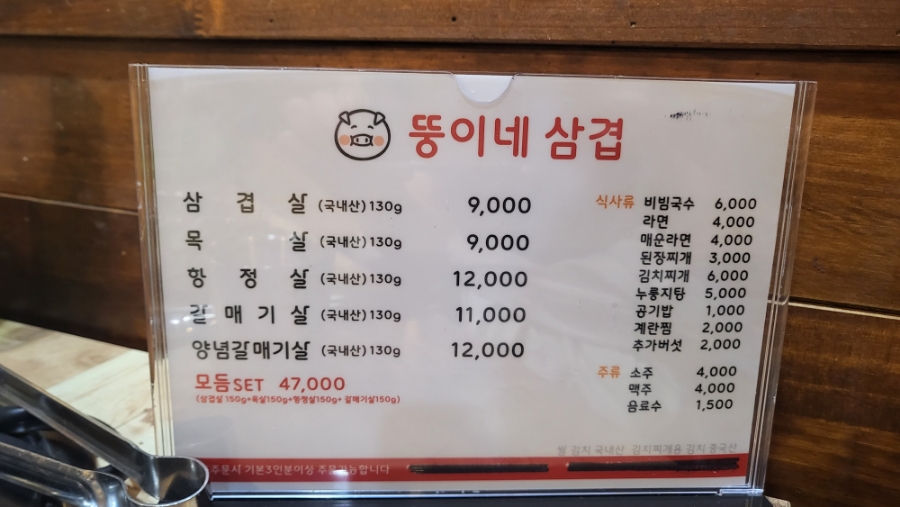 뚱이네 삼겹
삼 겹 살 (국내산)130g 9,000
목 살 (국내산)130g 9,000
항 정 살 (국내산)130g 12,000
갈 매 기 살 (국내산)130g 11,000
양념갈매기살 (국내산)130g 12,000
모듬SET 47,000
(삼겹살 150g+목살150g+항정살150g+ 갈매기살150g)
식사류 비빔국수 6,000
라면 4,000
매운라면 4,000
된장찌개 3,000
김치찌개 6,000
누룽지탕 5,000
공기밥 1,000
계란찜 2,000
추가버섯 2,000
주류 소주 4,000
맥주 4,000
음료수 1,500
쌀 김치 국내산 김치찌개용 김치 중국산
주문시 기본3인분이상 주문가능합니다